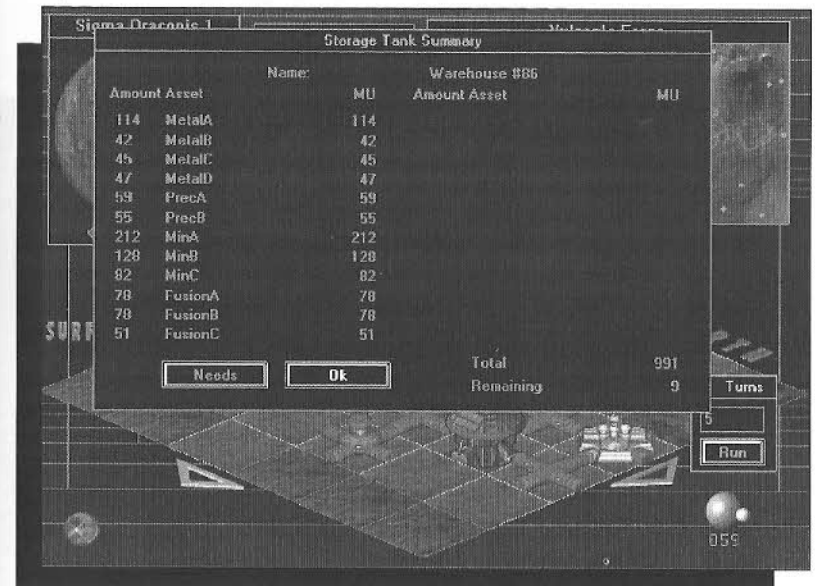 Sigma Draconis 1
Storage Tank Summary
Name: Warehouse #86
Amount Asset MU Amount Asset MU
114 MetalA 114
42 MetalB 42
45 MetalC 45
47 MetalD 47
59 PrecA 59
55 PrecB 55
212 MinA 212
128 MinB 128
82 MinC 82
78 FusionA 78
78 FusionB 78
51 FusionC 51
Total 991
Remaining 9
Needs Ok
SURF
Turns
5
Run
059